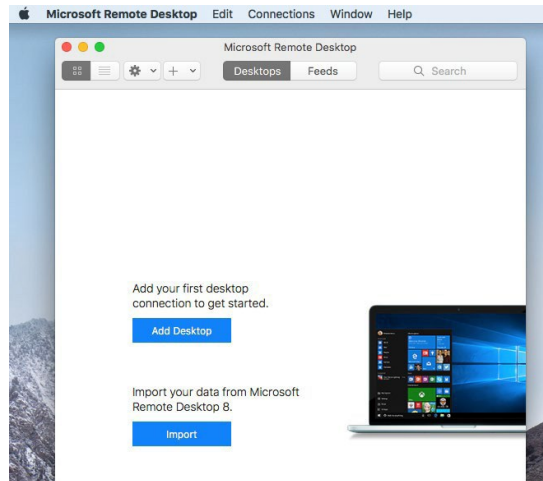 Microsoft Remote Desktop Edit Connections Window Help
Microsoft Remote Desktop
Desktops Feeds Search
Add your first desktop
connection to get started.
Add Desktop
Import your data from Microsoft
Remote Desktop 8.
Import